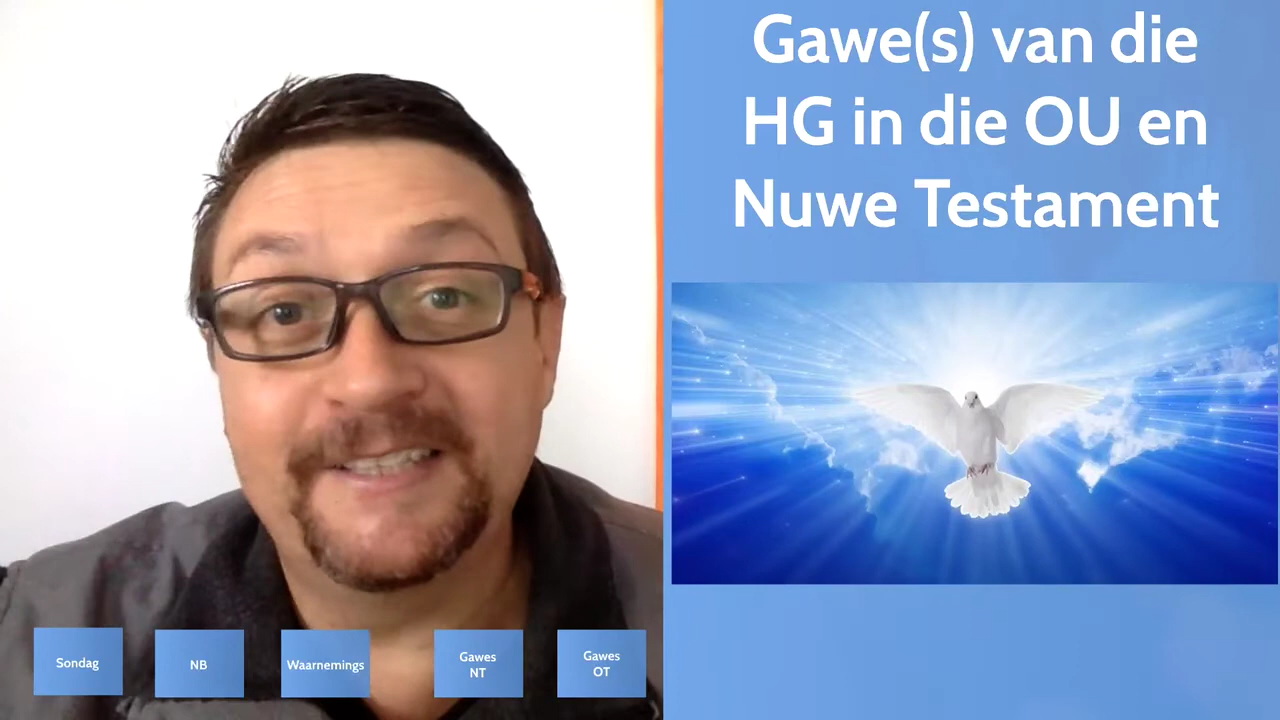 Gawe(s) van die
HG in die OU en
Nuwe Testament
Sondag
NB
Waarnemings
Gawes
NT
Gawes
OT